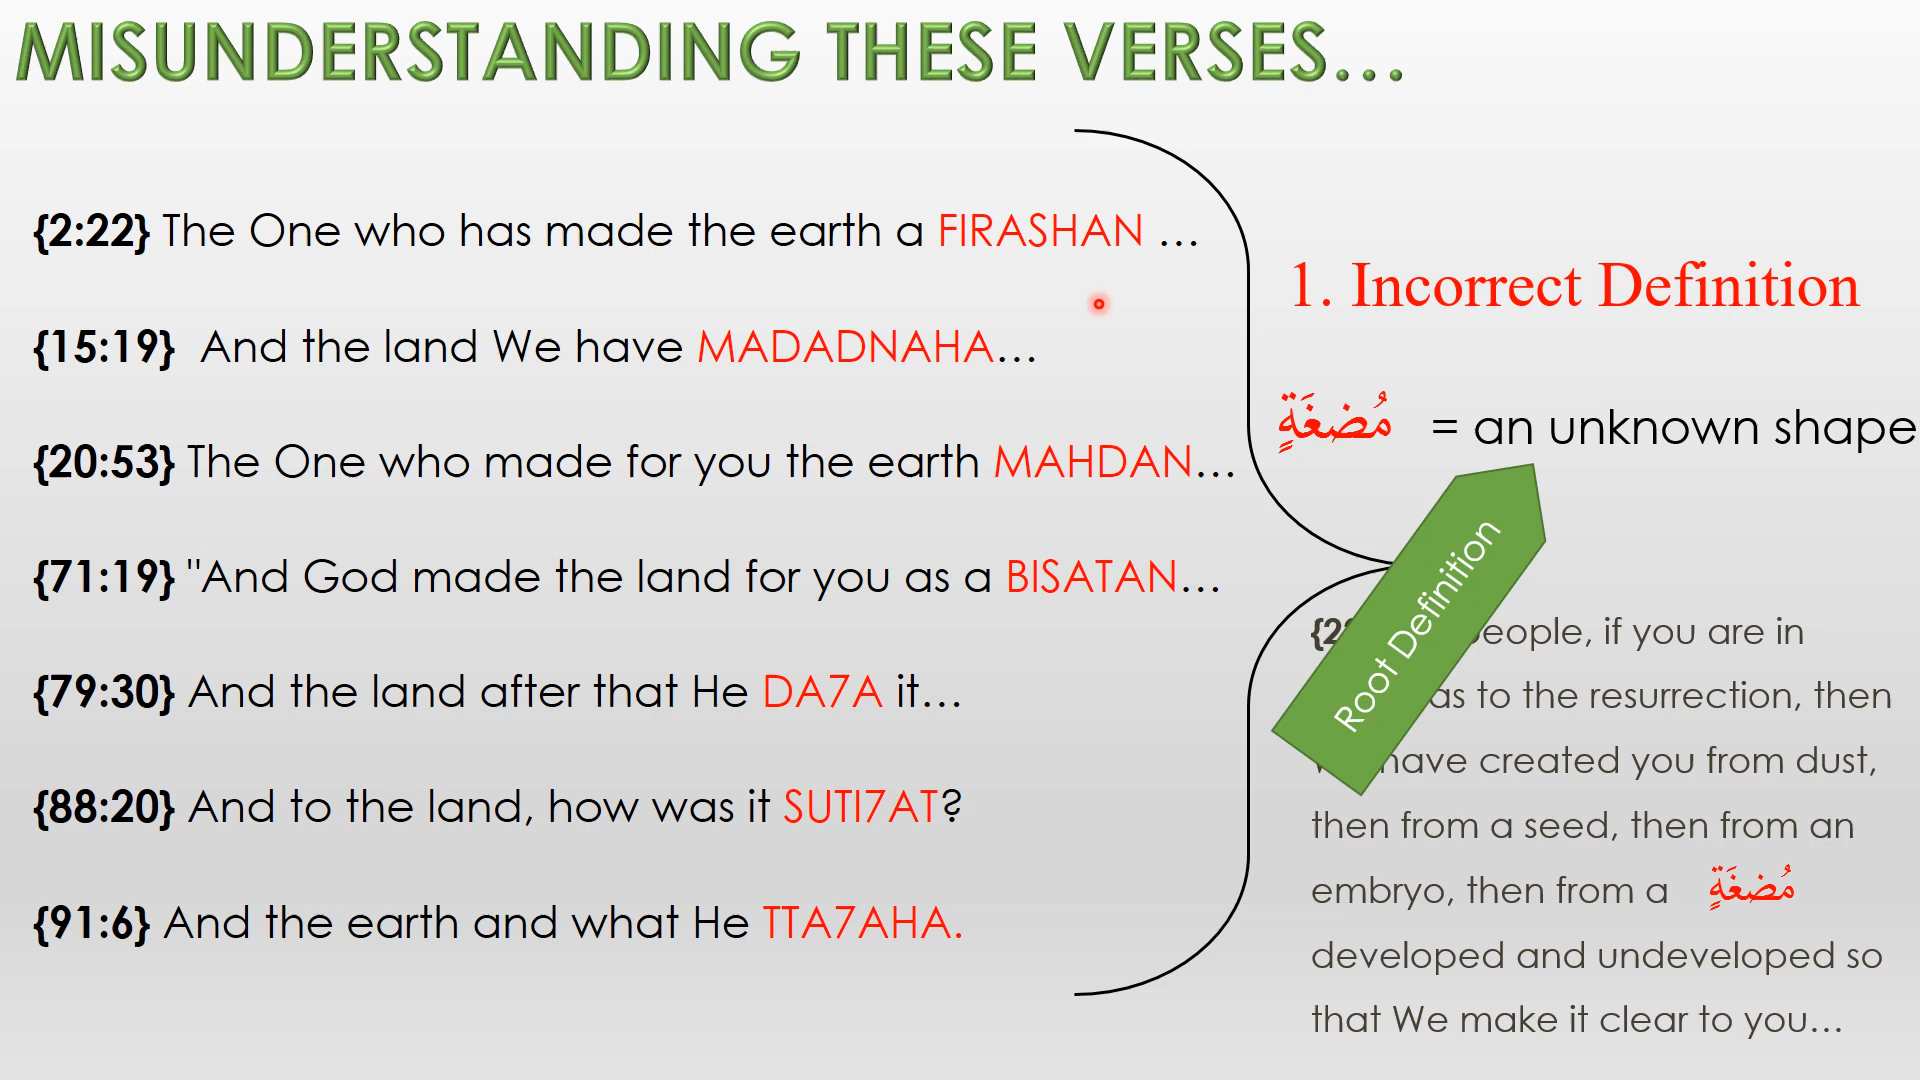 MISUNDERSTANDING THESE VERSES...
{2:22} The One who has made the earth a FIRASHAN ...
{15:19} And the land We have MADADNAHA...
{20:53} The One who made for you the earth MAHDAN...
{71:19} "And God made the land for you as a BISATAN...
{79:30} And the land after that He DA7A it...
{88:20} And to the land, how was it SUTI7AT?
{91:6} And the earth and what He TTA7AHA.
1. Incorrect Definition
مُضغَةٍ = an unknown shape
Root Definition
people, if you are in
as to the resurrection, then
have created you from dust,
then from a seed, then from an
embryo, then from a مُضغَةٍ
developed and undeveloped so
that We make it clear to you...